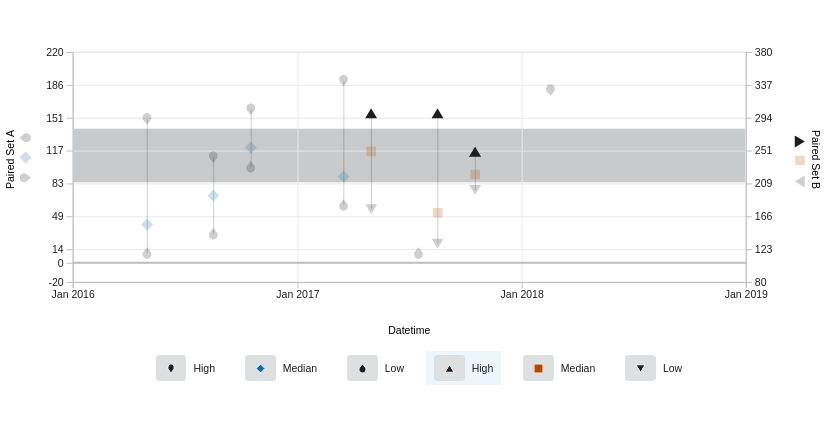 220
186
151
117
83
49
14
0
-20
380
337
294
251
209
166
123
80
Paired Set A
Paired Set B
Jan 2016
Jan 2017
Jan 2018
Jan 2019
Datetime
High
Median
Low
High
Median
Low